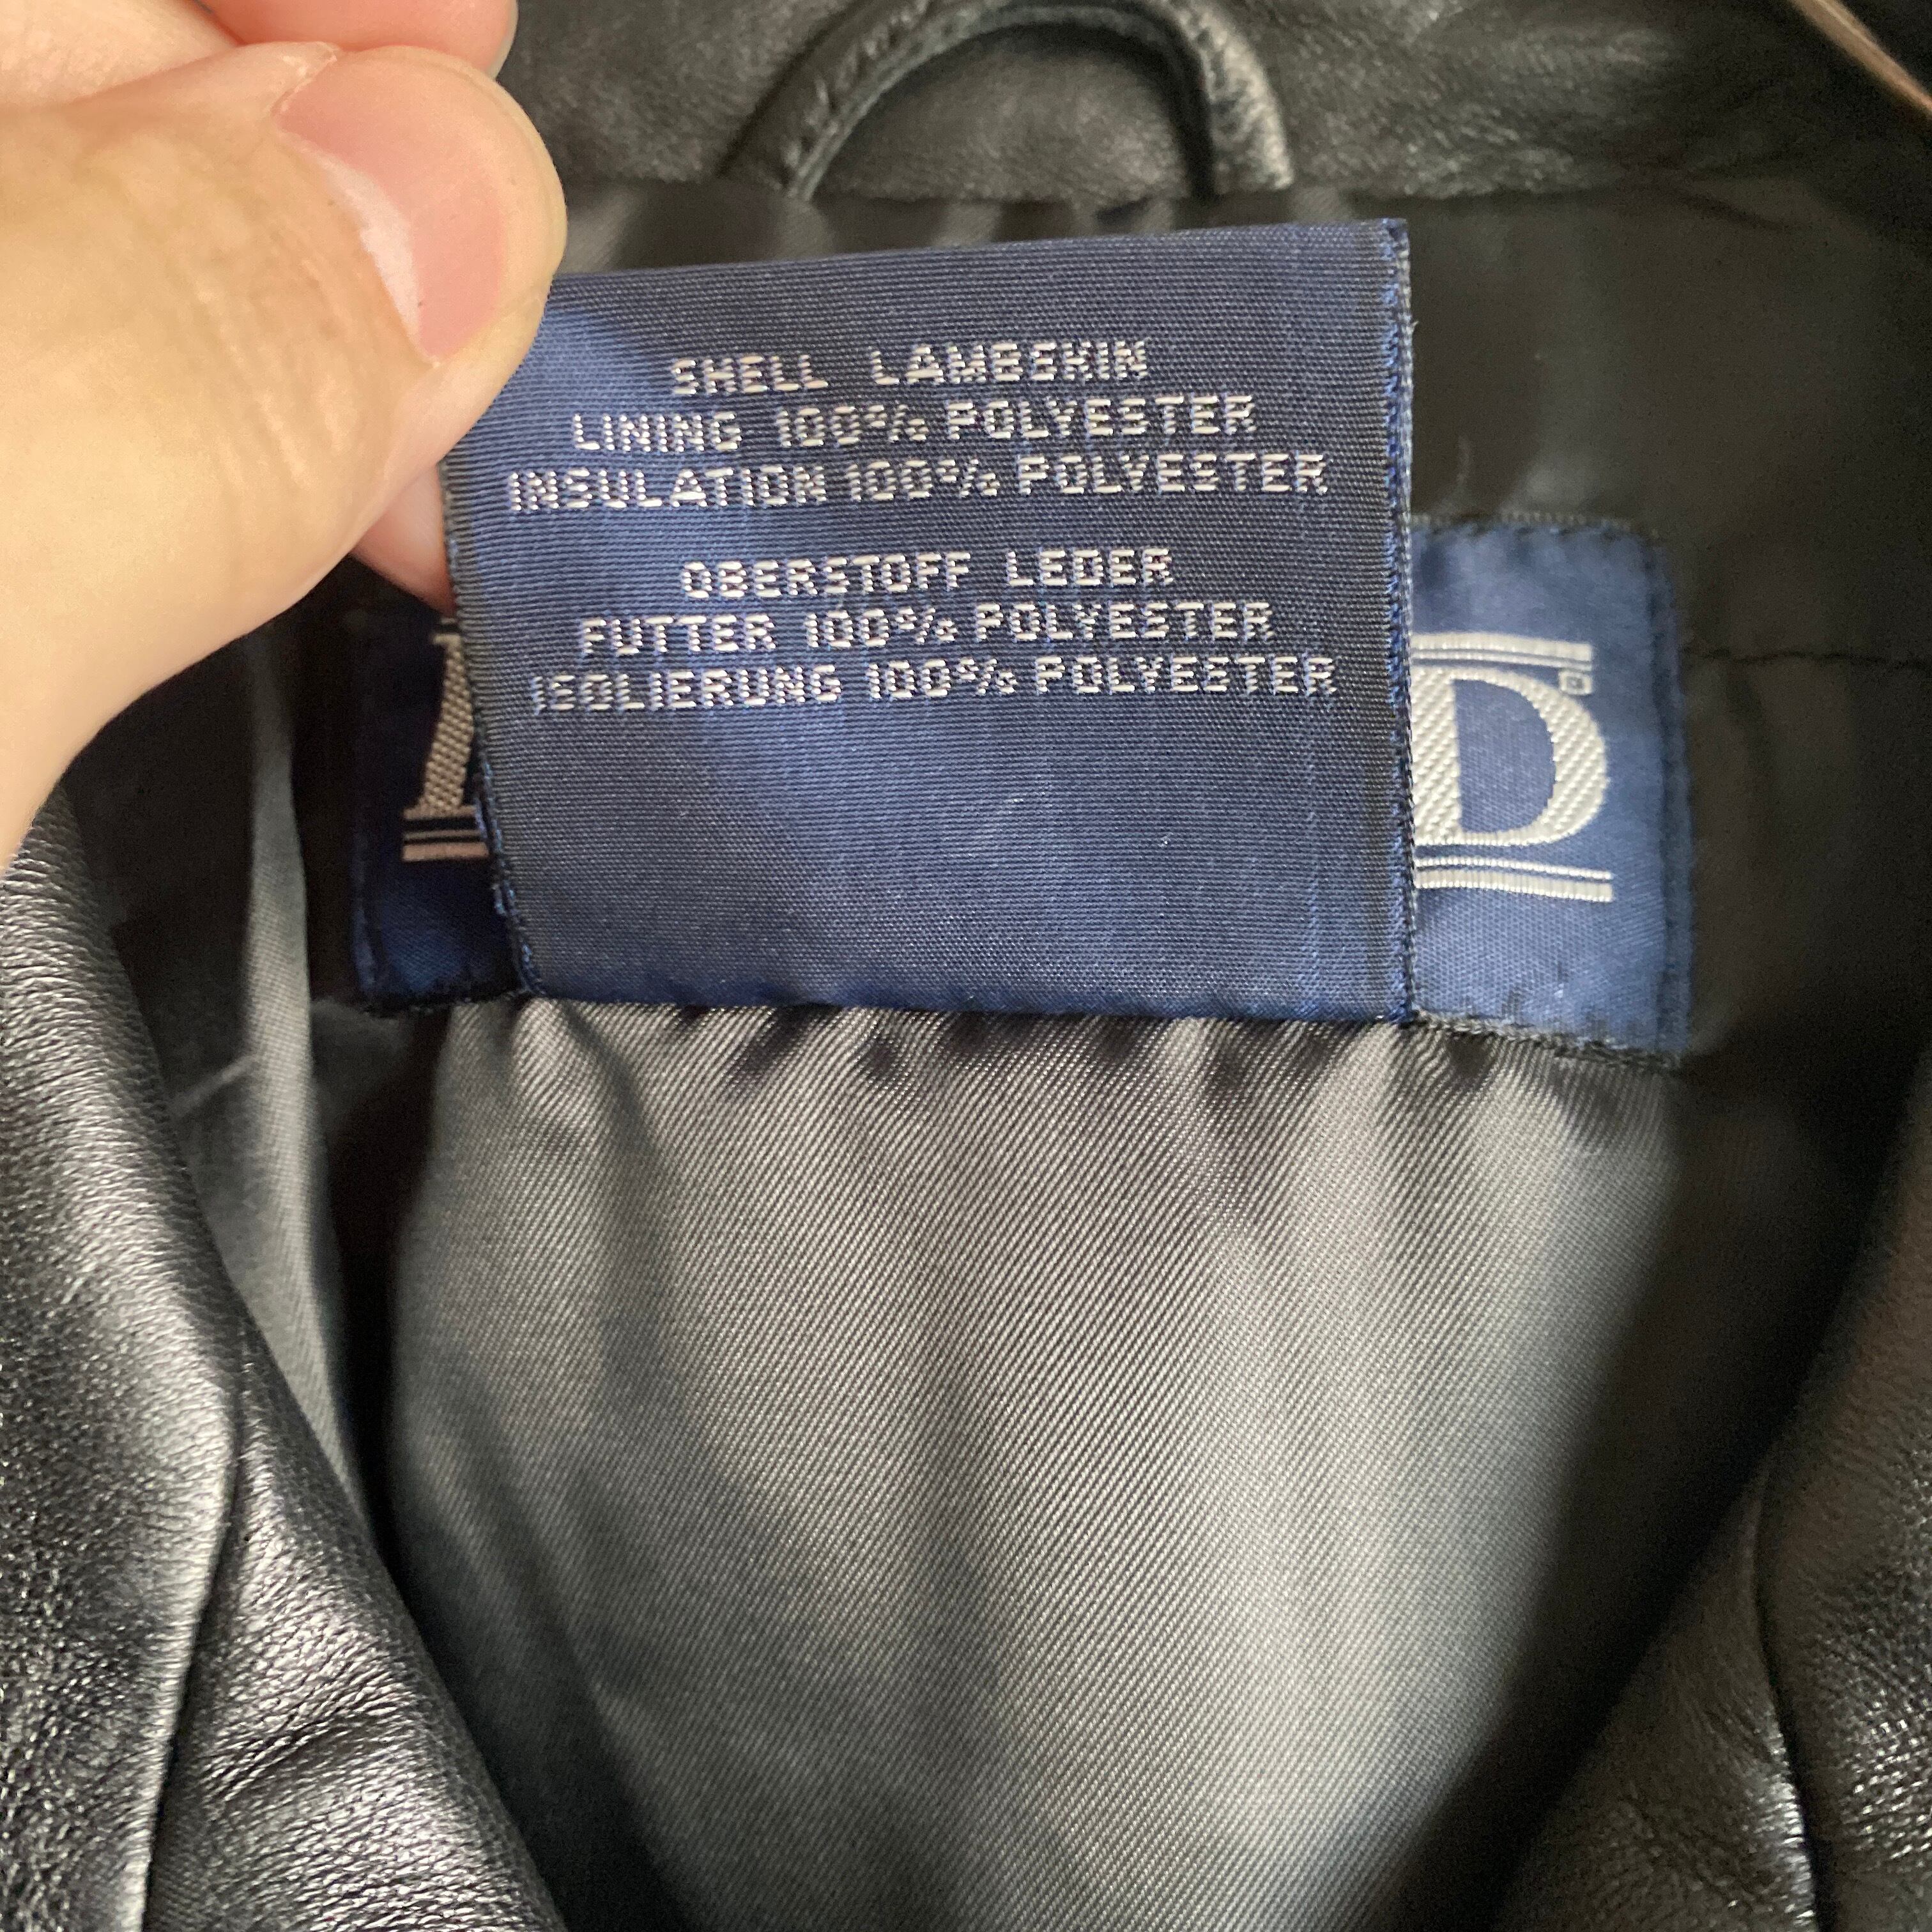 SHELL LAMBSKIN
LINING 100% POLYESTER
INSULATION 100% POLYESTER
OBERSTOFF LEDER
FUTTER 100% POLYESTER
ISOLIERUNG 100% POLYESTER
D